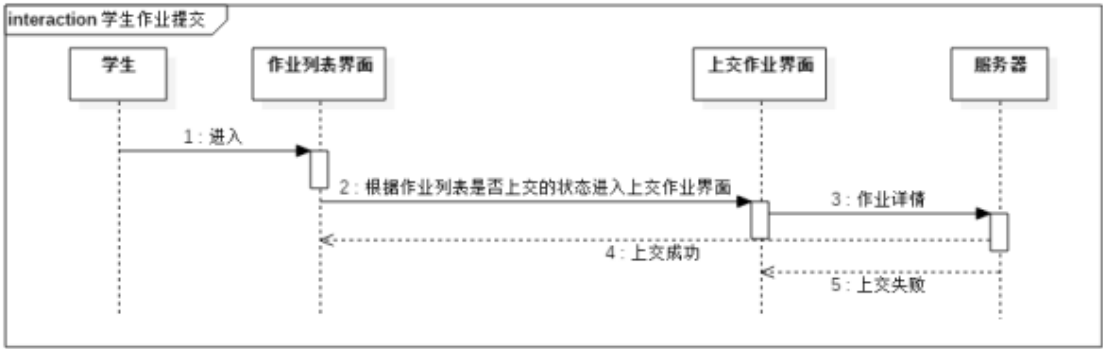 interaction 学生作业提交
学生
作业列表界面
上交作业界面
服务器
1 : 进入
2 : 根据作业列表是否上交的状态进入上交作业界面
3 : 作业详情
4 : 上交成功
5 : 上交失败